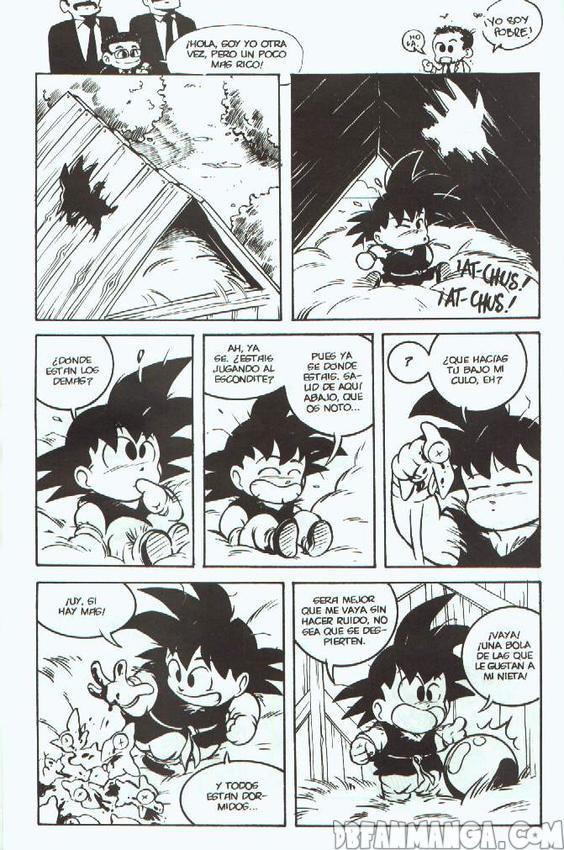 ¡HOLA, SOY YO OTRA
VEZ, PERO UN POCO
MAS RICO!
HO
LA.
¡YO SOY
POBRE!
¡AT-CHUS!
¡AT-CHUS!
¿DONDE
ESTAN LOS
DEMAS?
AH, YA
SE. ¿ESTAIS
JUGANDO AL
ESCONDITE?
PUES YA
SE DONDE
ESTAIS. SA-
LID DE AQUI
ABAJO, QUE
OS NOTO...
?
¿QUE HACIAS
TU BAJO MI
CULO, EH?
¡UY, SI
HAY MAS!
Y TODOS
ESTAN DOR-
MIDOS...
SERA MEJOR
QUE ME VAYA SIN
HACER RUIDO, NO
SEA QUE SE DES-
PIERTEN.
¡VAYA!
¡UNA BOLA
DE LAS QUE
LE GUSTAN A
MI NIETA!
DBFANMANGA.COM